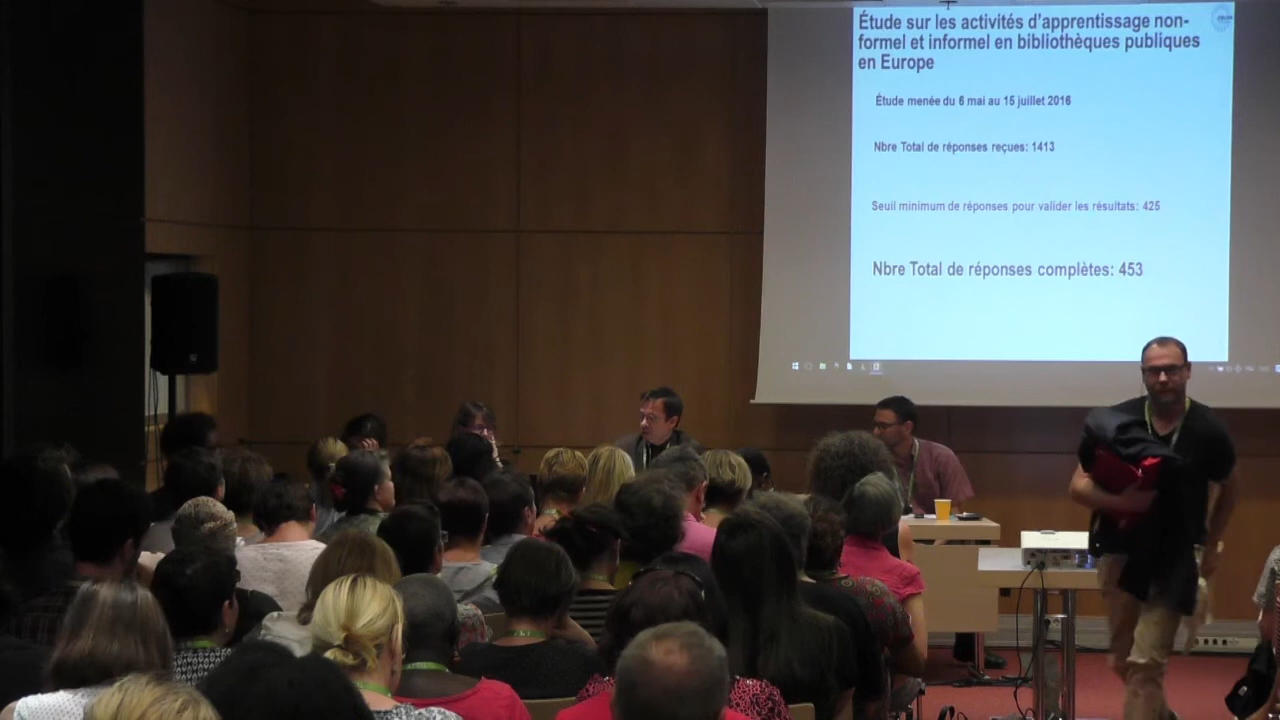 Étude sur les activités d'apprentissage non-
formel et informel en bibliothèques publiques
en Europe
Étude menée du 6 mai au 15 juillet 2016
Nbre Total de réponses reçues: 1413
Seuil minimum de réponses pour valider les résultats: 425
Nbre Total de réponses complètes: 453